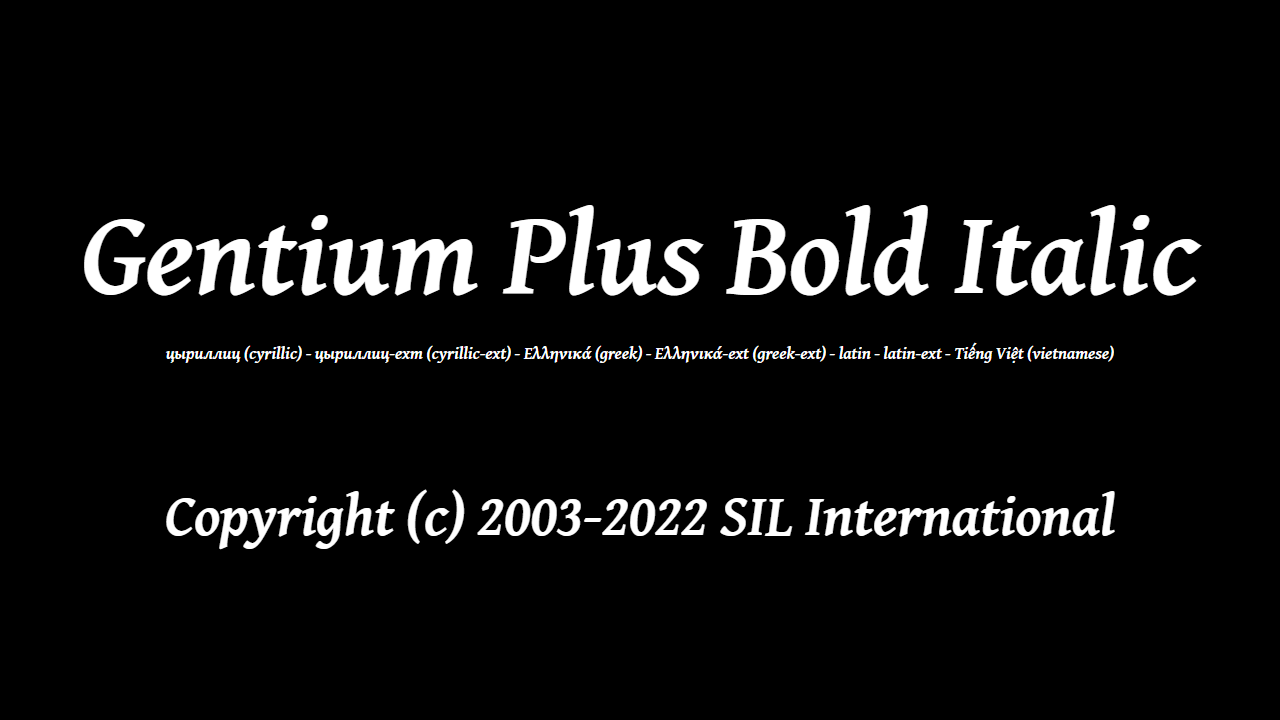 Gentium Plus Bold Italic
цыриллиц (cyrillic) - цыриллиц-ext (cyrillic-ext) - Ελληνικά (greek) - Ελληνικά-ext (greek-ext) - latin - latin-ext - Tiếng Việt (vietnamese)
Copyright (c) 2003-2022 SIL International